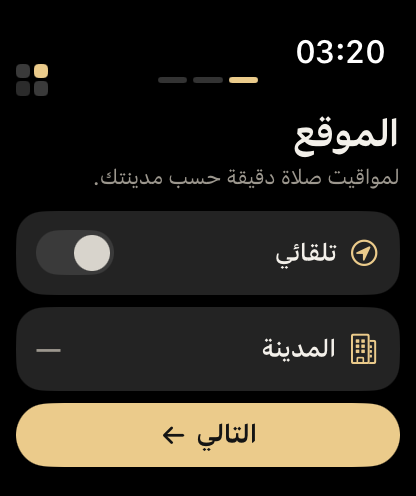 03:20
الموقع
لمواقيت صلاة دقيقة حسب مدينتك.
تلقائي
المدينة —
التالي ←